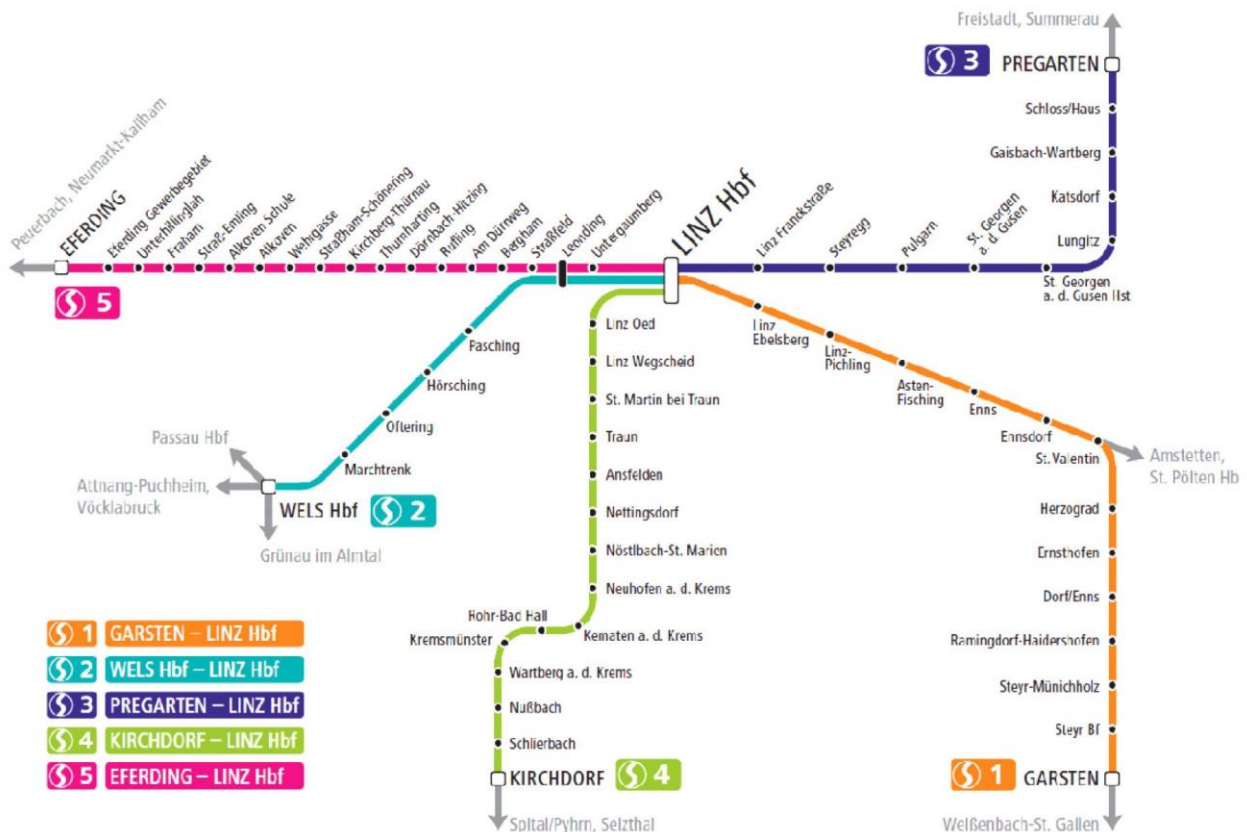 Freistadt, Summerau
S 3 PREGARTEN
Schloss/Haus
Gaisbach-Wartberg
Katsdorf
Lungitz
Peuerbach, Neumarkt-Kallham
EFERDING
Eferding Gewerbegebiet
Unterhillinglah
Fraham
Straß-Emling
Alkoven Schule
Alkoven
Wehrgasse
Straßham-Schönering
Kirchberg-Thürnau
Thumharting
Dörnbach-Hitzing
Rufling
Am Dürnweg
Bergham
Straßfeld
Leonding
Untergaumberg
LINZ Hbf
Linz Franckstraße
Steyregg
Pulgarn
St. Georgen
a. d. Gusen
St. Georgen
a. d. Gusen Hst
S 5
Pasching
Hörsching
Oftering
Marchtrenk
Passau Hbf
Attnang-Puchheim,
Vöcklabruck
WELS Hbf S 2
Grünau im Almtal
Linz Oed
Linz Wegscheid
St. Martin bei Traun
Traun
Ansfelden
Nettingsdorf
Nöstlbach-St. Marien
Neuhofen a. d. Krems
Kematen a. d. Krems
Rohr-Bad Hall
Kremsmünster
Wartberg a. d. Krems
Nußbach
Schlierbach
KIRCHDORF S 4
Spital/Pyhrn, Selzthal
Linz
Ebelsberg
Linz-
Pichling
Asten-
Fisching
Enns
Ennsdorf
St. Valentin
Amstetten,
St. Pölten Hb
Herzograd
Ernsthofen
Dorf/Enns
Ramingdorf-Haidershofen
Steyr-Münichholz
Steyr Bf
S 1 GARSTEN
Weißenbach-St. Gallen
S 1 GARSTEN – LINZ Hbf
S 2 WELS Hbf – LINZ Hbf
S 3 PREGARTEN – LINZ Hbf
S 4 KIRCHDORF – LINZ Hbf
S 5 EFERDING – LINZ Hbf